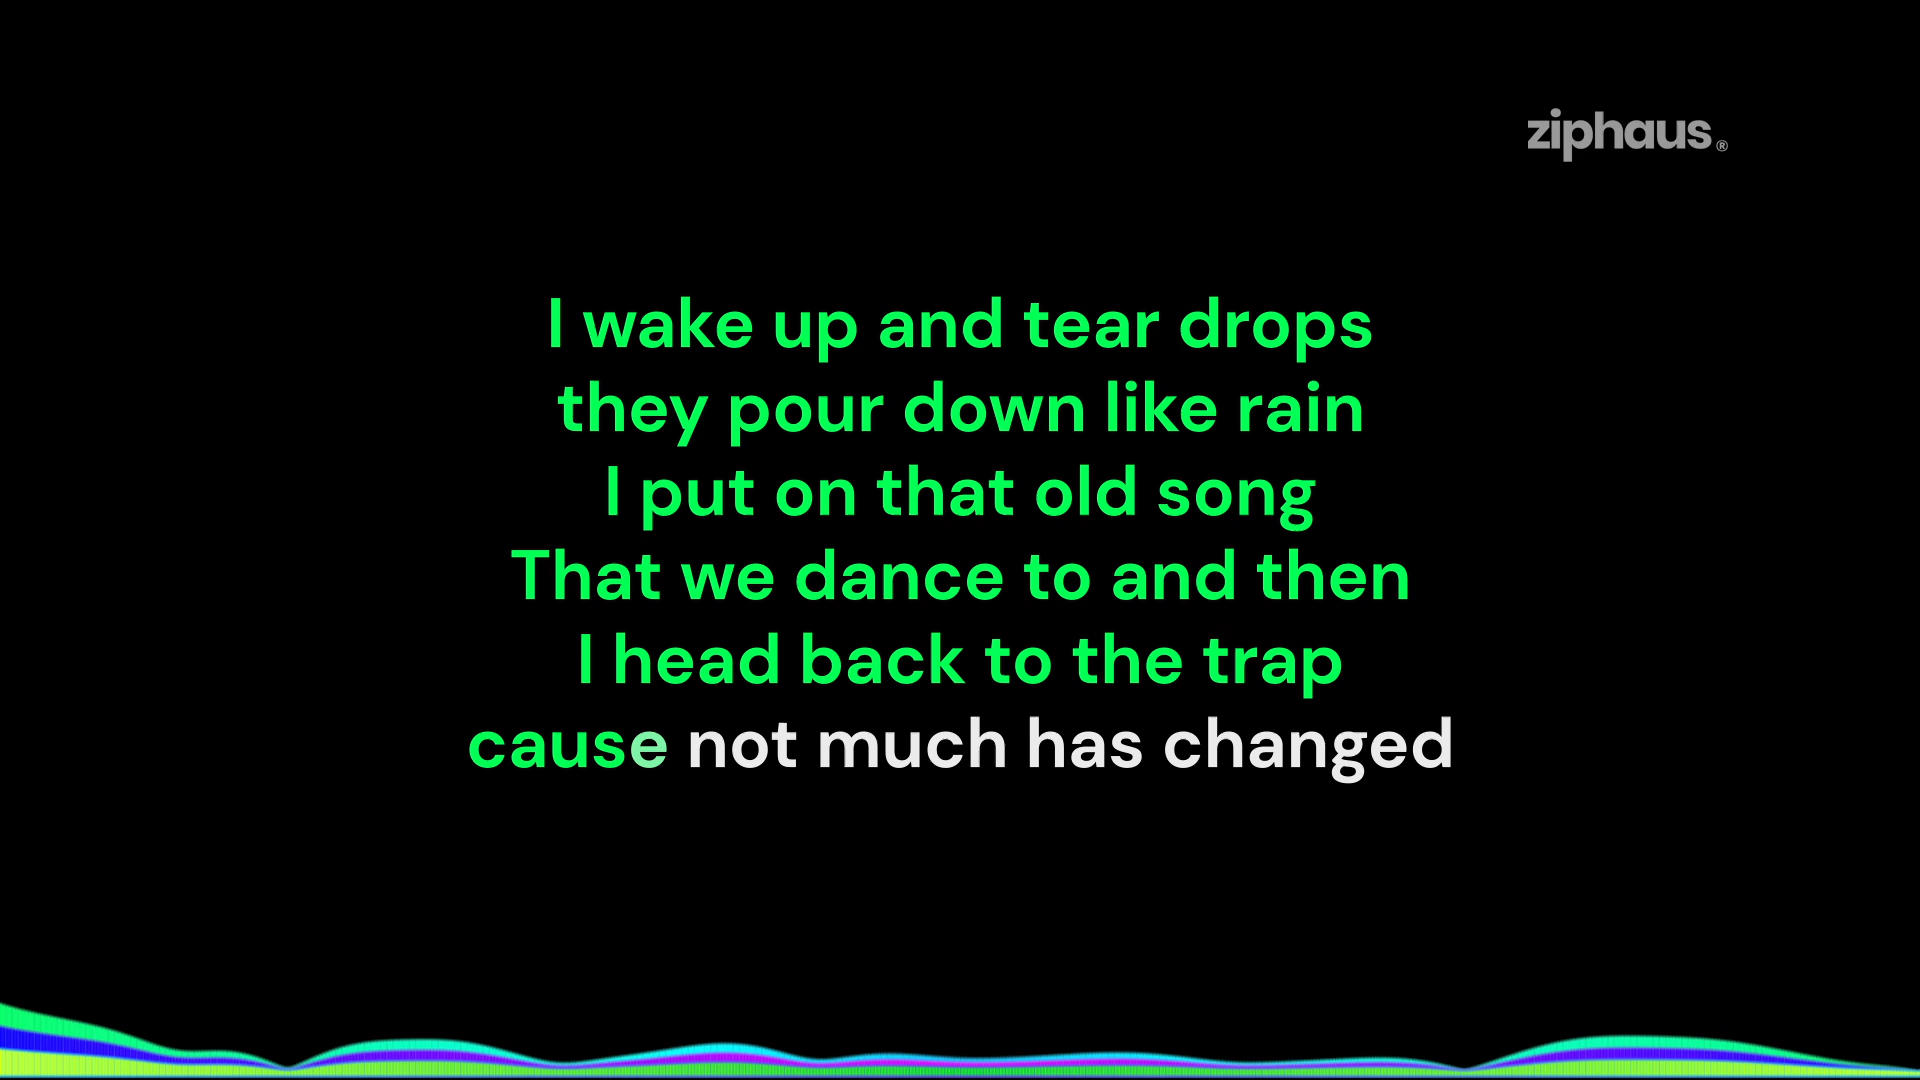 ziphaus®
I wake up and tear drops
they pour down like rain
I put on that old song
That we dance to and then
I head back to the trap
cause not much has changed